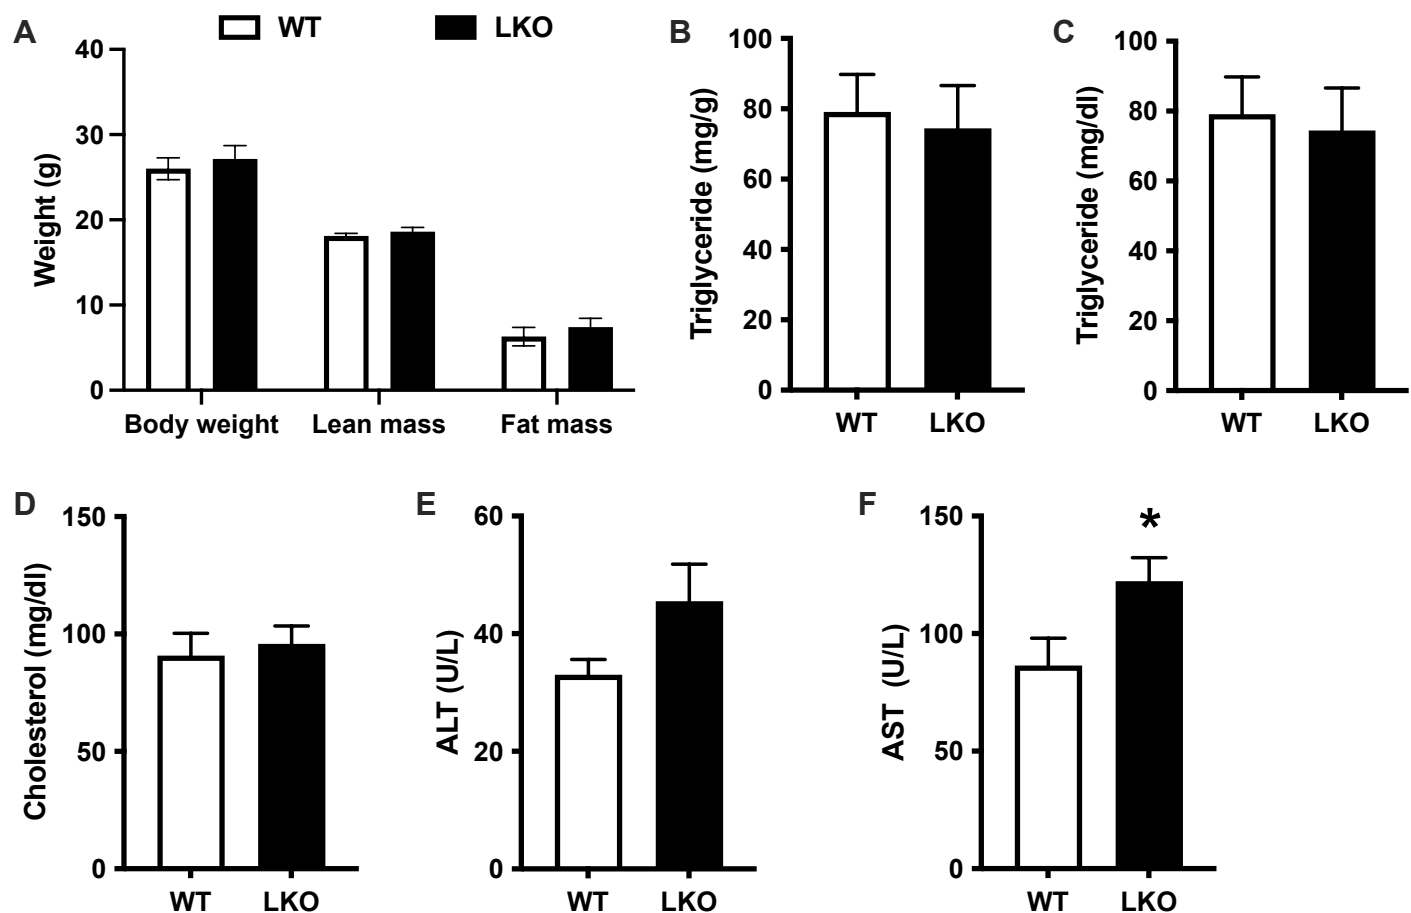 A
WT
LKO
Weight (g)
40
30
20
10
0
Body weight
Lean mass
Fat mass
B
Triglyceride (mg/g)
100
80
60
40
20
0
WT
LKO
C
Triglyceride (mg/dl)
100
80
60
40
20
0
WT
LKO
D
Cholesterol (mg/dl)
150
100
50
0
WT
LKO
E
ALT (U/L)
60
40
20
0
WT
LKO
F
AST (U/L)
150
100
50
0
*
WT
LKO